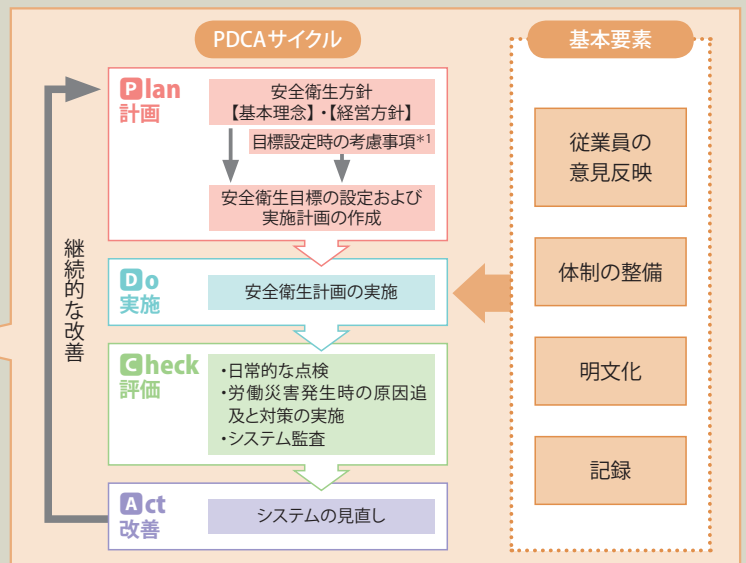 PDCAサイクル
Plan
計画
安全衛生方針
【基本理念】・【経営方針】
目標設定時の考慮事項*1
安全衛生目標の設定および
実施計画の作成
Do
実施
安全衛生計画の実施
Check
評価
・日常的な点検
・労働災害発生時の原因追
及と対策の実施
・システム監査
Act
改善
システムの見直し
継続的な改善
基本要素
従業員の
意見反映
体制の整備
明文化
記録